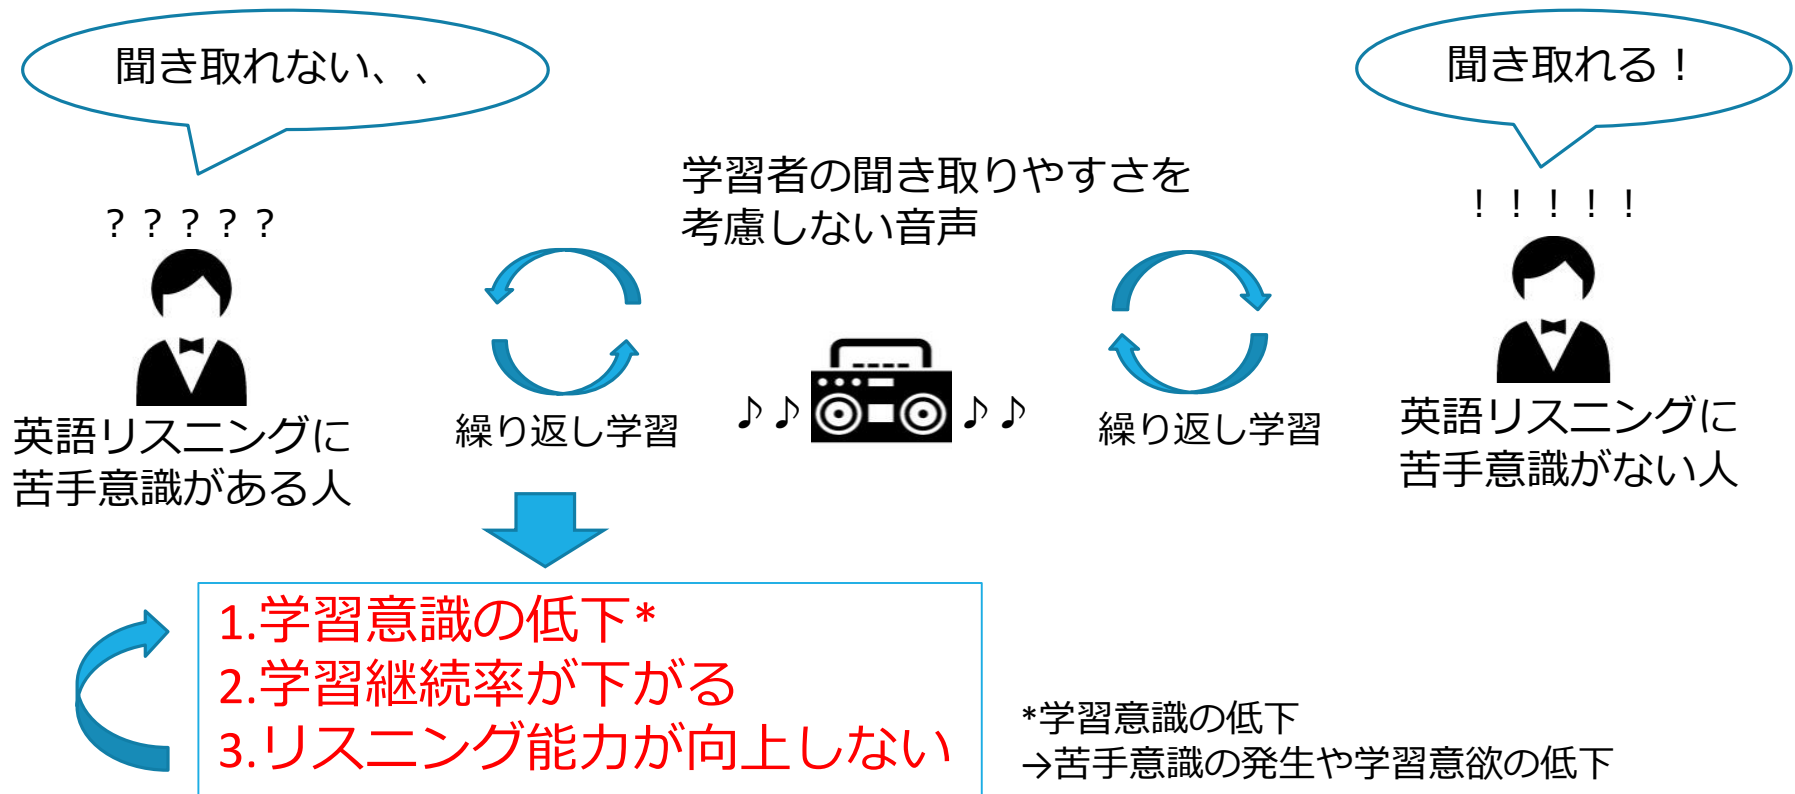 聞き取れない、、
聞き取れる！
学習者の聞き取りやすさを
考慮しない音声
？？？？？
！！！！！
英語リスニングに
苦手意識がある人
繰り返し学習
♪♪
♪♪
繰り返し学習
英語リスニングに
苦手意識がない人
1.学習意識の低下*
2.学習継続率が下がる
3.リスニング能力が向上しない
*学習意識の低下
→苦手意識の発生や学習意欲の低下